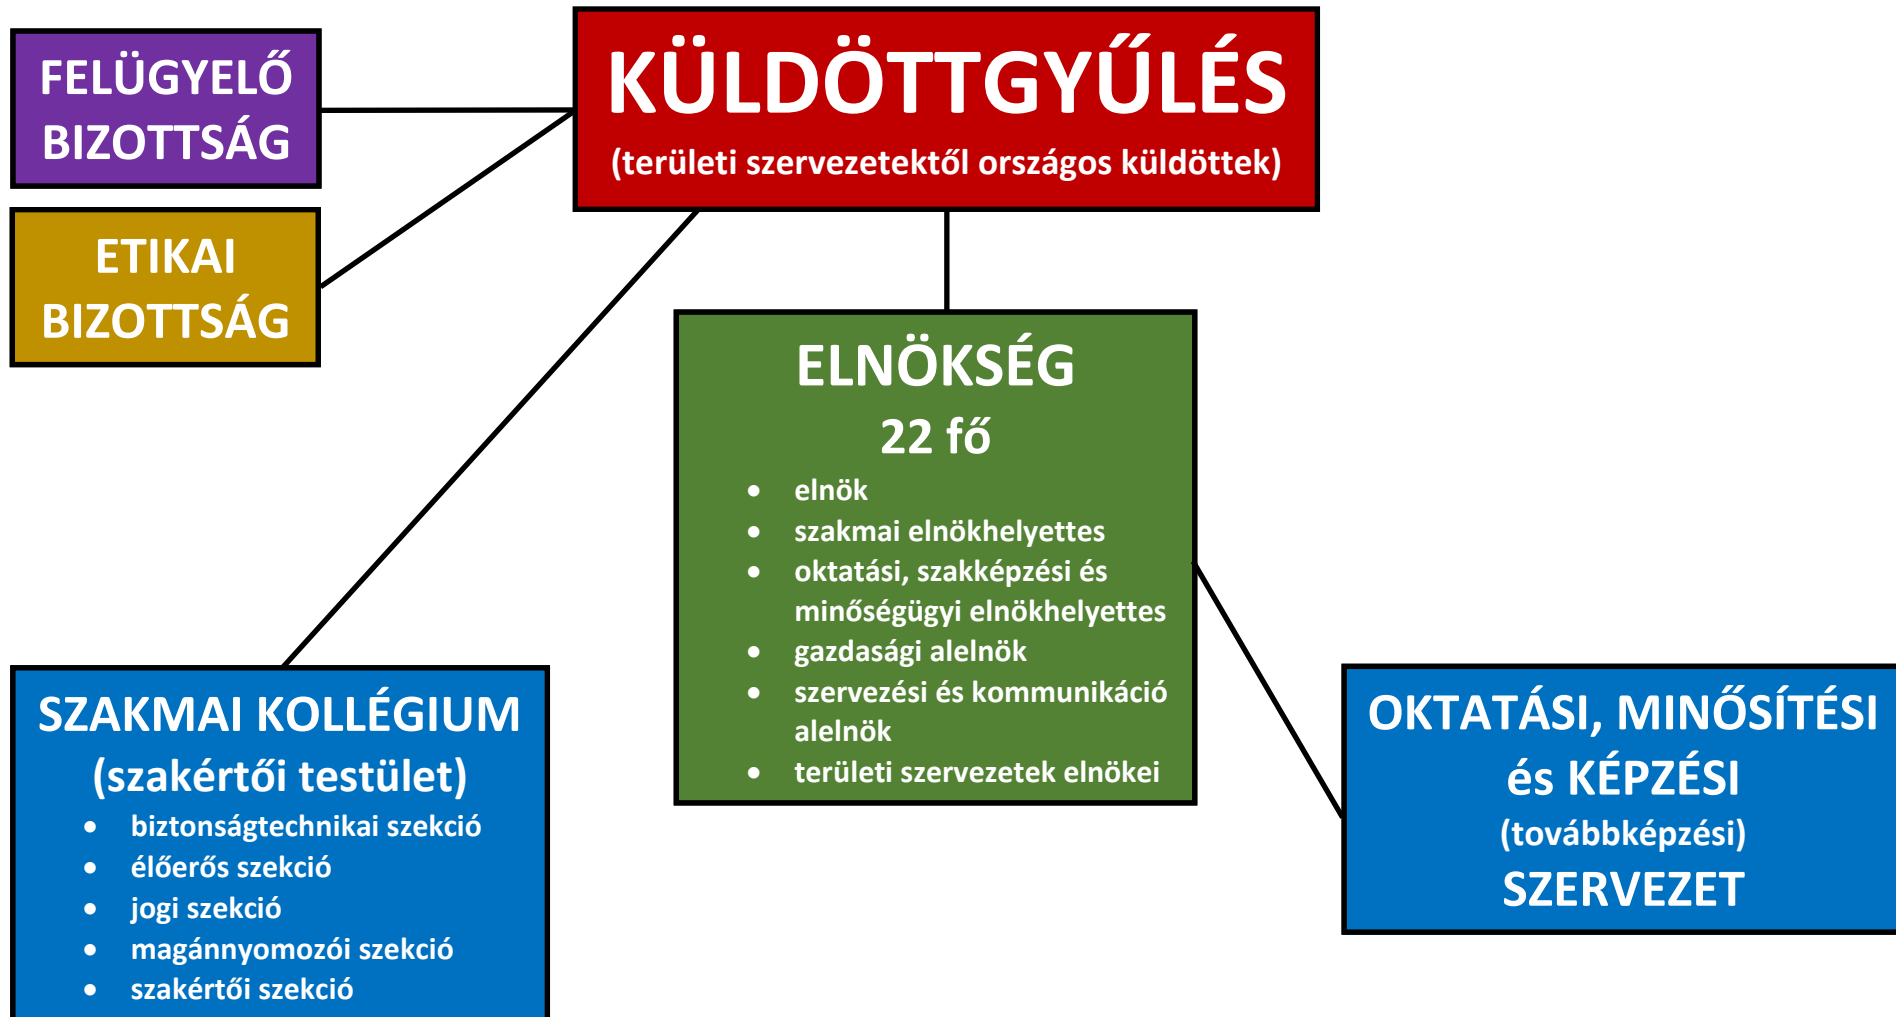 FELÜGYELŐ
BIZOTTSÁG
KÜLDÖTTGYŰLÉS
(területi szervezetektől országos küldöttek)
ETIKAI
BIZOTTSÁG
ELNÖKSÉG
22 fő
• elnök
• szakmai elnökhelyettes
• oktatási, szakképzési és
minőségügyi elnökhelyettes
• gazdasági alelnök
• szervezési és kommunikáció
alelnök
• területi szervezetek elnökei
SZAKMAI KOLLÉGIUM
(szakértői testület)
• biztonságtechnikai szekció
• élőerős szekció
• jogi szekció
• magánnyomozói szekció
• szakértői szekció
OKTATÁSI, MINŐSÍTÉSI
és KÉPZÉSI
(továbbképzési)
SZERVEZET